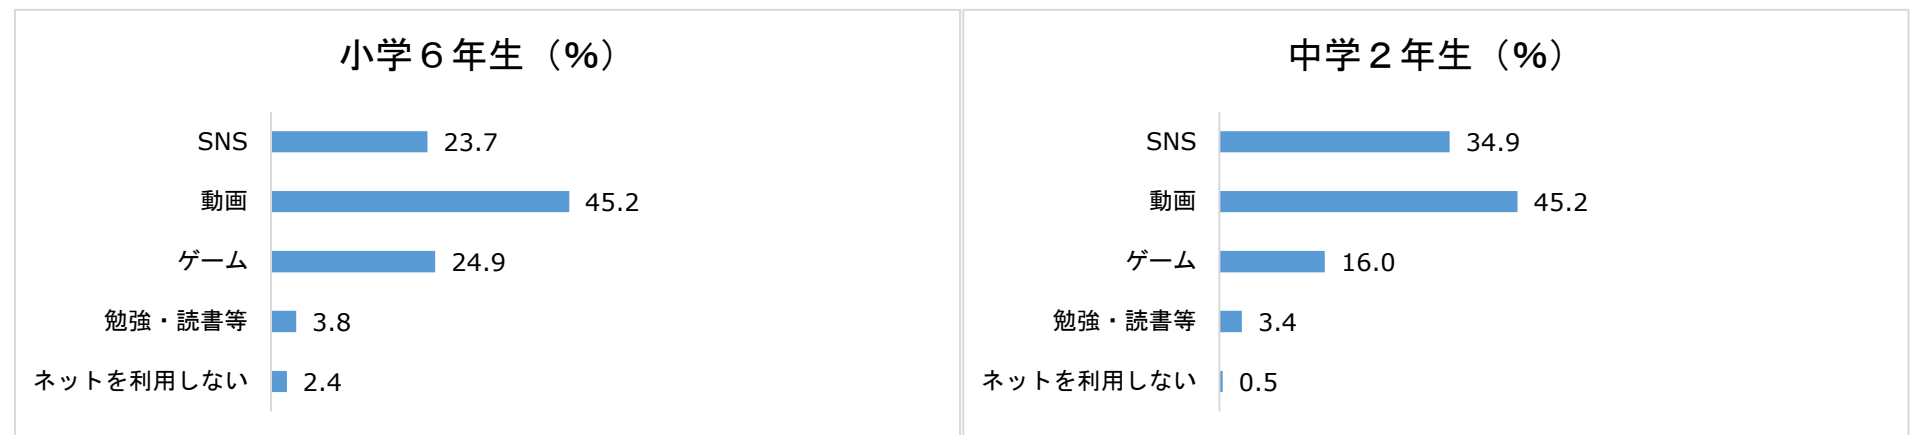 小学６年生（%）
SNS 23.7
動画 45.2
ゲーム 24.9
勉強・読書等 3.8
ネットを利用しない 2.4
中学２年生（%）
SNS 34.9
動画 45.2
ゲーム 16.0
勉強・読書等 3.4
ネットを利用しない 0.5